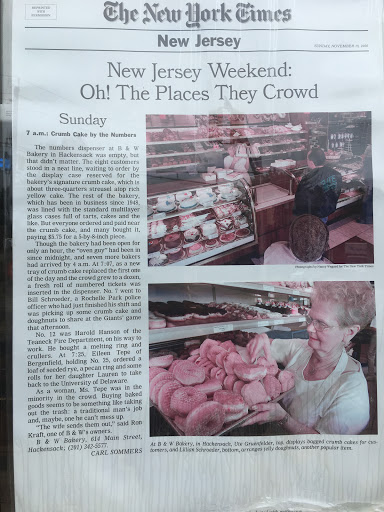 The New York Times
New Jersey
New Jersey Weekend:
Oh! The Places They Crowd
Sunday
7 a.m.: Crumb Cake by the Numbers
The numbers dispenser at B & W
Bakery in Hackensack was empty, but
that didn't matter. The eight customers
stood in a neat line, waiting to order by
the display case reserved for the
bakery's signature crumb cake, which is
about three-quarters streusel atop rich
yellow cake. The rest of the bakery,
which has been in business since 1948,
was lined with the standard multilayer
glass cases full of tarts, cakes and the
like. But everyone ordered and paid near
the crumb cake, and many bought it,
paying $5.75 for a 5-by-8-inch piece.
Though the bakery had been open for
only an hour, the "oven guy" had been in
since midnight, and seven more bakers
had arrived by 4 a.m. At 7:07, as a new
tray of crumb cake replaced the first one
of the day and the crowd grew to a dozen,
a fresh roll of numbered tickets was
inserted in the dispenser. No. 7 went to
Bill Schroeder, a Rochelle Park police
officer who had just finished his shift and
was picking up some crumb cake and
doughnuts to share at the Giants' game
that afternoon.
No. 12 was Harold Hanson of the
Teaneck Fire Department, on his way to
work. He bought a melting ring and
crullers. At 7:25, Eileen Tepe of
Bergenfield, holding No. 25, ordered a
loaf of seeded rye, a pecan ring and some
rolls for her daughter Lauren to take
back to the University of Delaware.
As a woman, Ms. Tepe was in the
minority in the crowd. Buying baked
goods seems to be something like taking
out the trash: a traditional man's job
and, maybe, one he can't mess up.
"The wife sends them out," said Ron
Kraft, one of B & W's owners.
B & W Bakery, 614 Main Street,
Hackensack; (201) 342-5577.
CARL SOMMERS
At B & W Bakery, in Hackensack, Ute Gruenfelder, top, displays bagged crumb cakes for cus-
tomers, and Lilian Schroeder, bottom, arranges jelly doughnuts, another popular item.